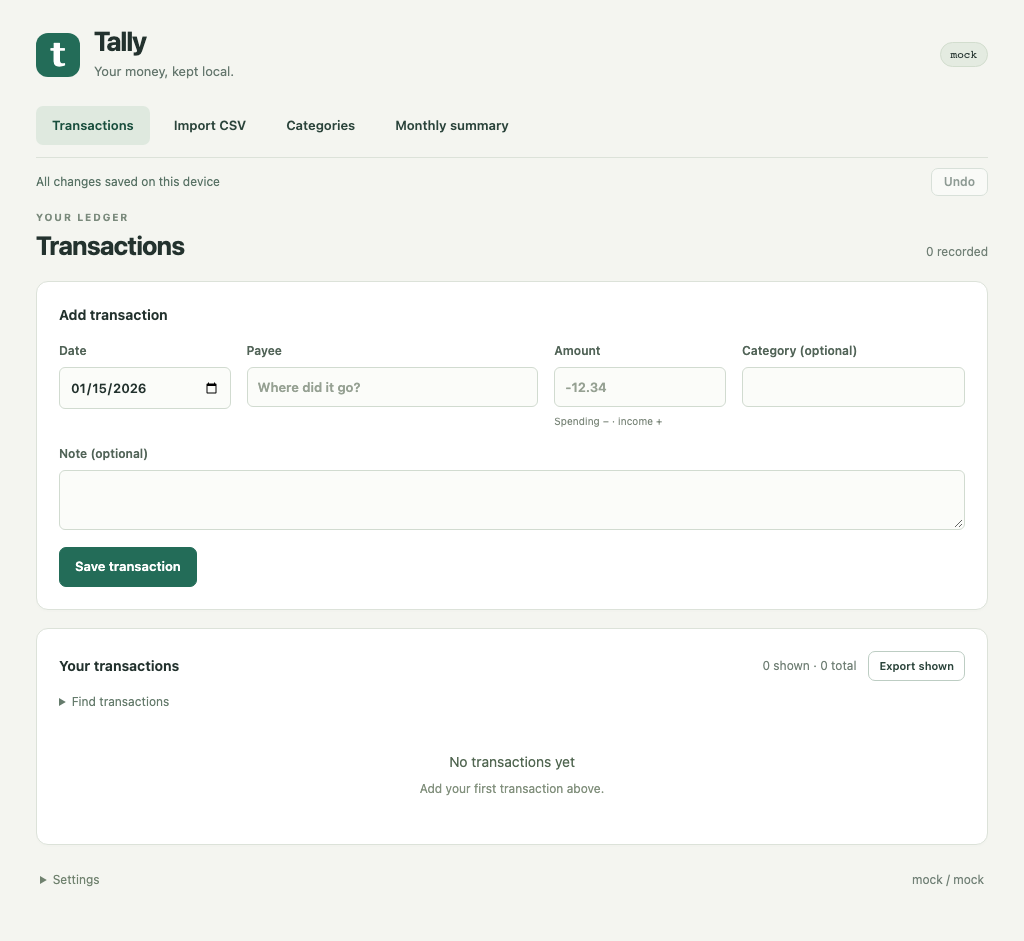 t
Tally
Your money, kept local.
mock
Transactions
Import CSV
Categories
Monthly summary
All changes saved on this device
Undo
YOUR LEDGER
Transactions
0 recorded
Add transaction
Date
Payee
Amount
Category (optional)
01/15/2026
Where did it go?
-12.34
Spending − · income +
Note (optional)
Save transaction
Your transactions
0 shown · 0 total
Export shown
Find transactions
No transactions yet
Add your first transaction above.
Settings
mock / mock